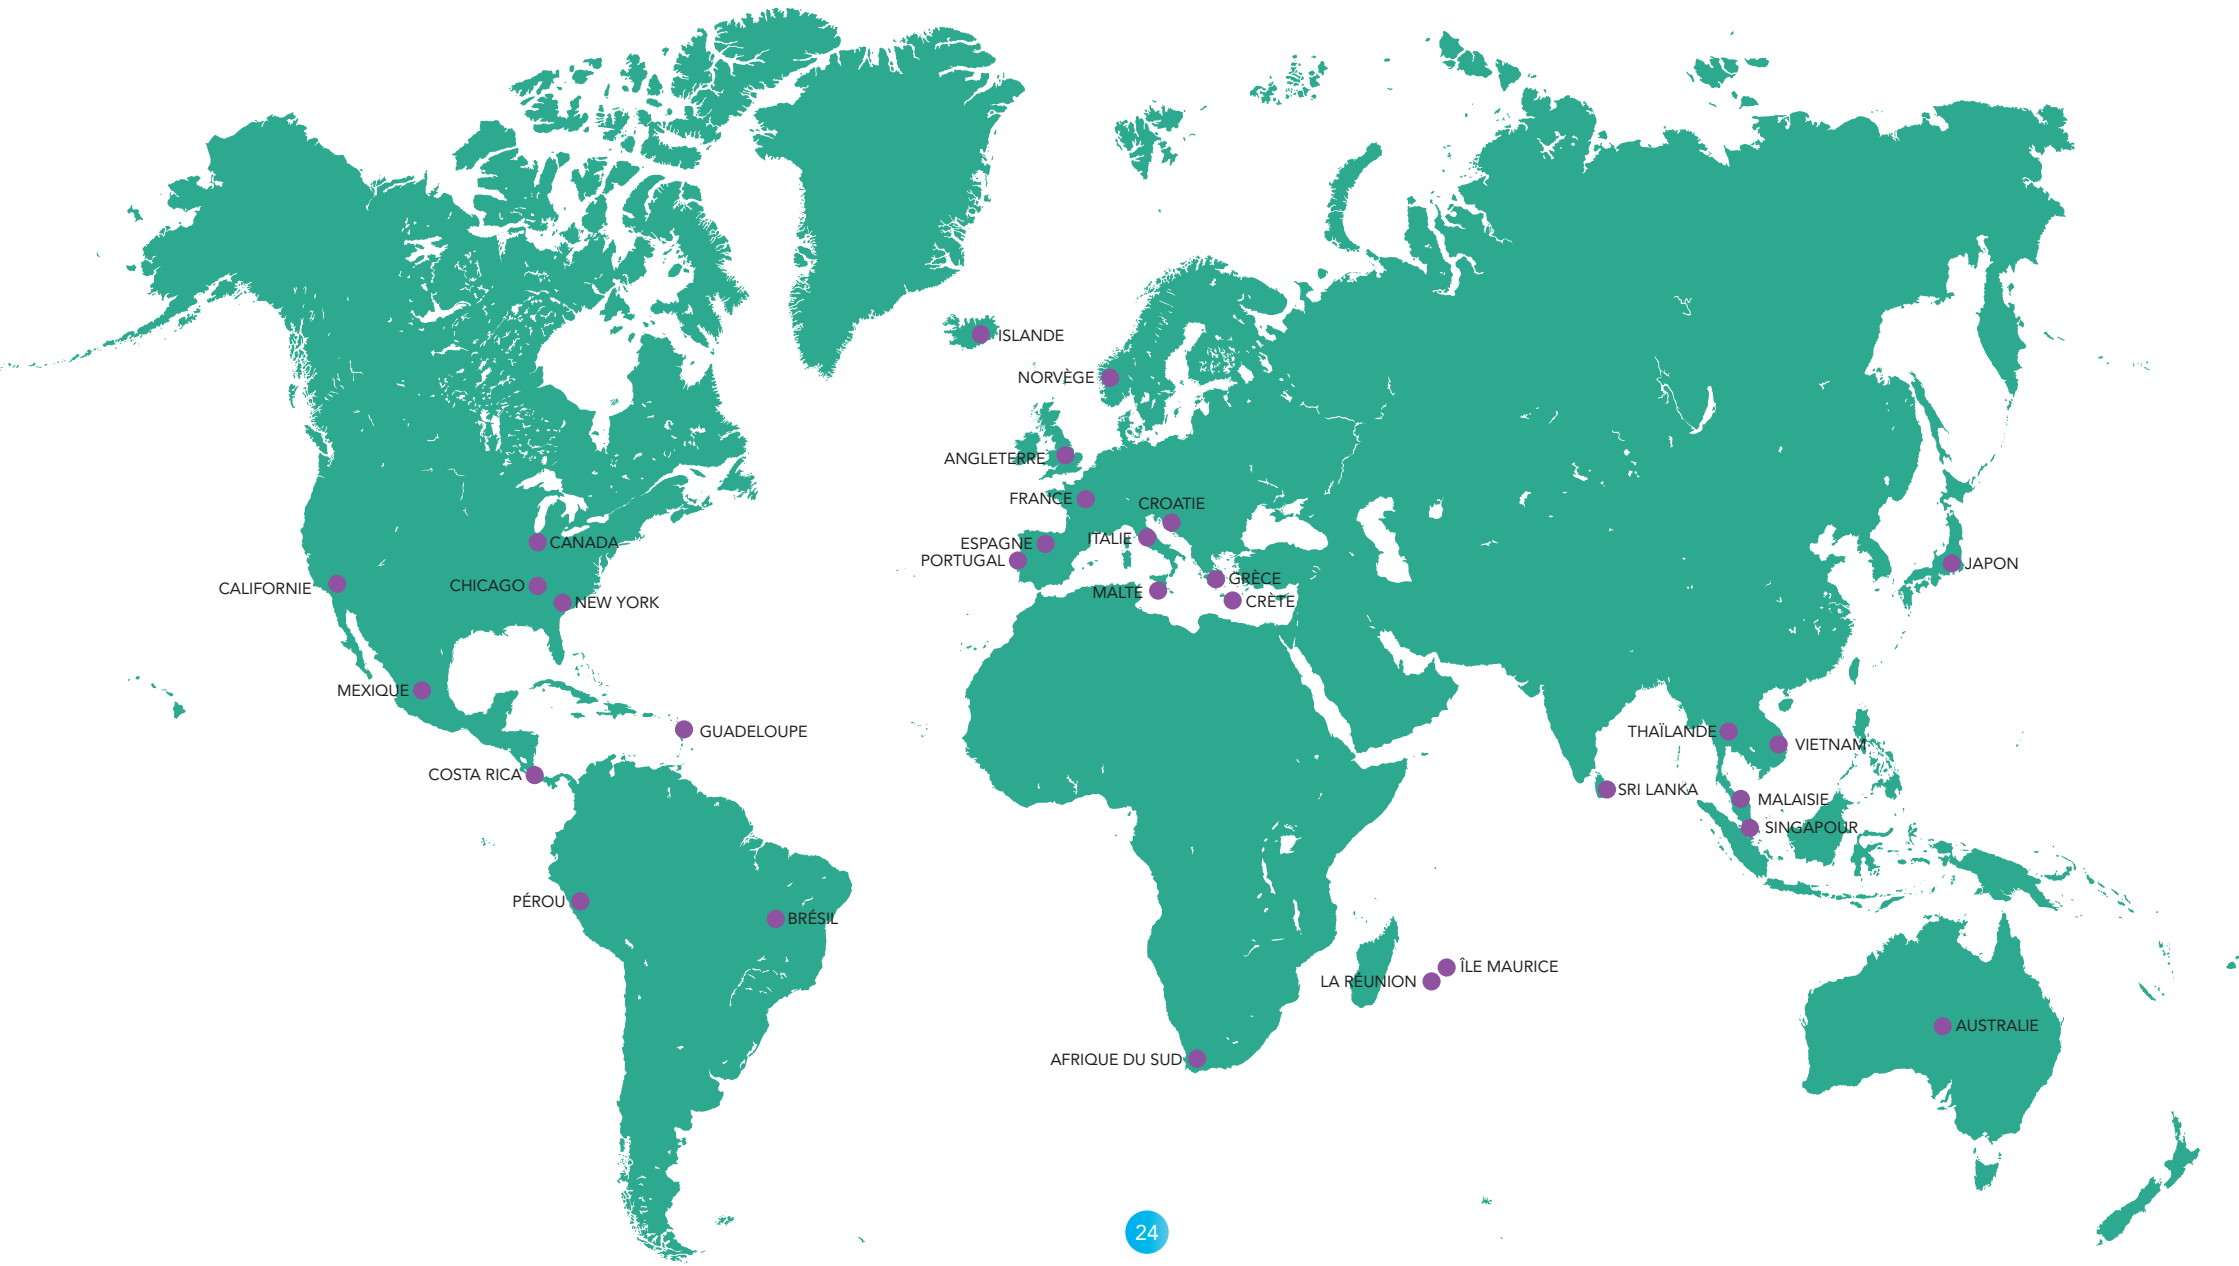 ISLANDE
NORVÈGE
ANGLETERRE
FRANCE
CROATIE
ITALIE
ESPAGNE
PORTUGAL
MALTE
GRÈCE
CRÈTE
CANADA
CALIFORNIE
CHICAGO
NEW YORK
MEXIQUE
GUADELOUPE
COSTA RICA
PÉROU
BRÉSIL
JAPON
THAÏLANDE
VIETNAM
SRI LANKA
MALAISIE
SINGAPOUR
ÎLE MAURICE
LA RÉUNION
AFRIQUE DU SUD
AUSTRALIE
24